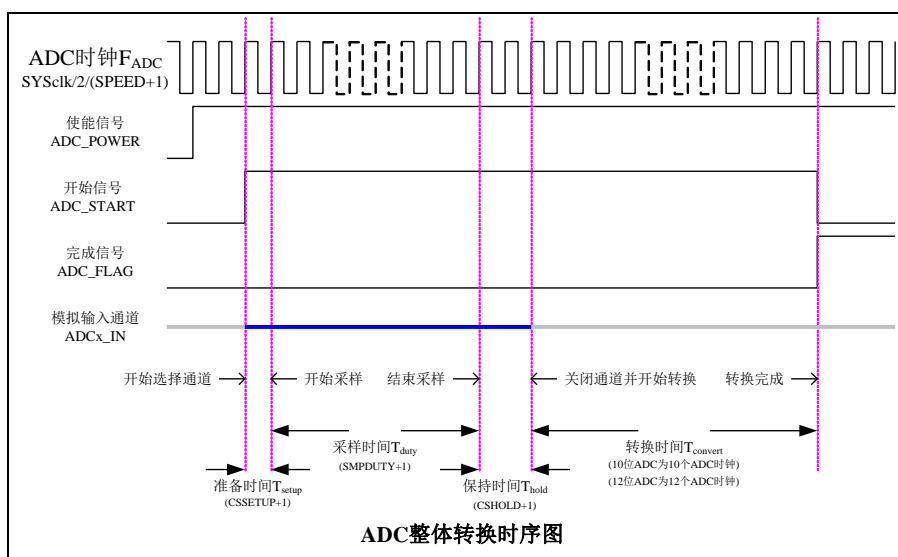 ADC时钟FADC
SYSclk/2/(SPEED+1)
使能信号
ADC_POWER
开始信号
ADC_START
完成信号
ADC_FLAG
模拟输入通道
ADCx_IN
开始选择通道
开始采样
结束采样
关闭通道并开始转换
转换完成
采样时间Tduty
(SMPDUTY+1)
转换时间Tconvert
(10位ADC为10个ADC时钟)
(12位ADC为12个ADC时钟)
准备时间Tsetup
(CSSETUP+1)
保持时间Thold
(CSHOLD+1)
ADC整体转换时序图